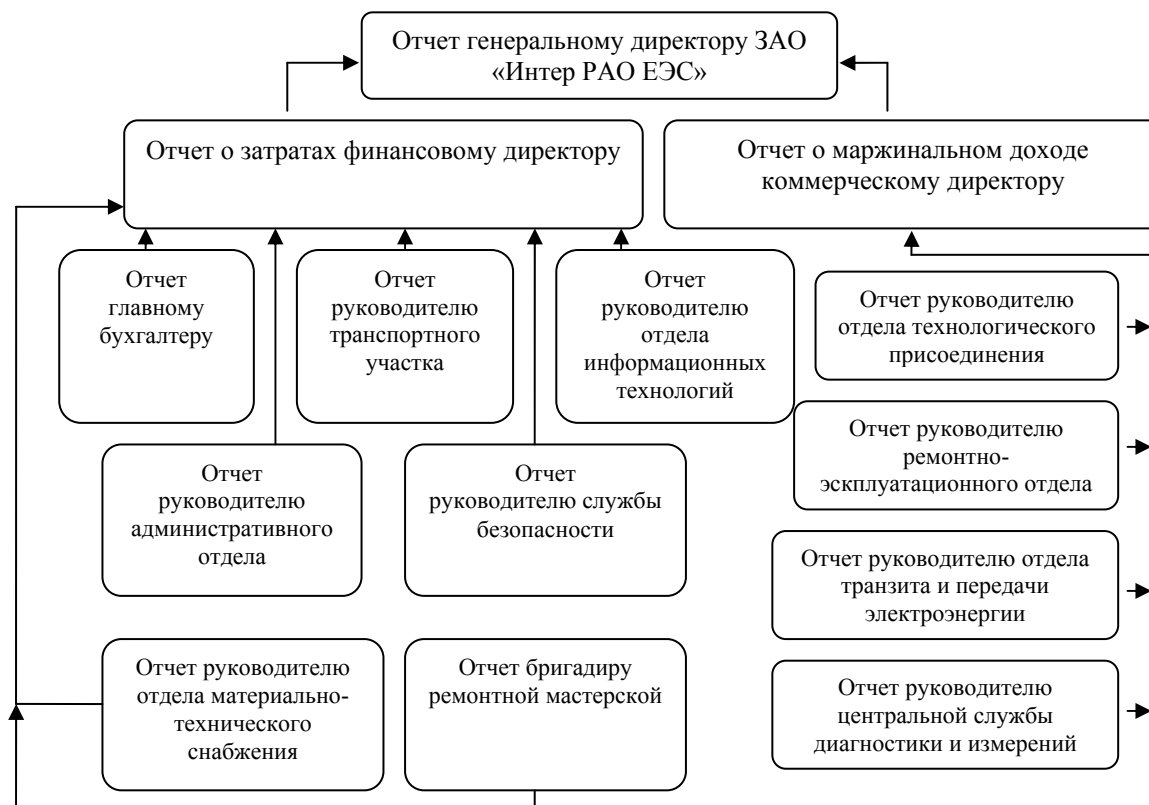 Отчет генеральному директору ЗАО
«Интер РАО ЕЭС»
Отчет о затратах финансовому директору
Отчет о маржинальном доходе
коммерческому директору
Отчет
главному
бухгалтеру
Отчет
руководителю
транспортного
участка
Отчет
руководителю
отдела
информационных
технологий
Отчет руководителю
отдела технологического
присоединения
Отчет руководителю
ремонтно-
эскплуатационного отдела
Отчет
руководителю
административного
отдела
Отчет
руководителю службы
безопасности
Отчет руководителю отдела
транзита и передачи
электроэнергии
Отчет руководителю
отдела материально-
технического
снабжения
Отчет бригадиру
ремонтной мастерской
Отчет руководителю
центральной службы
диагностики и измерений